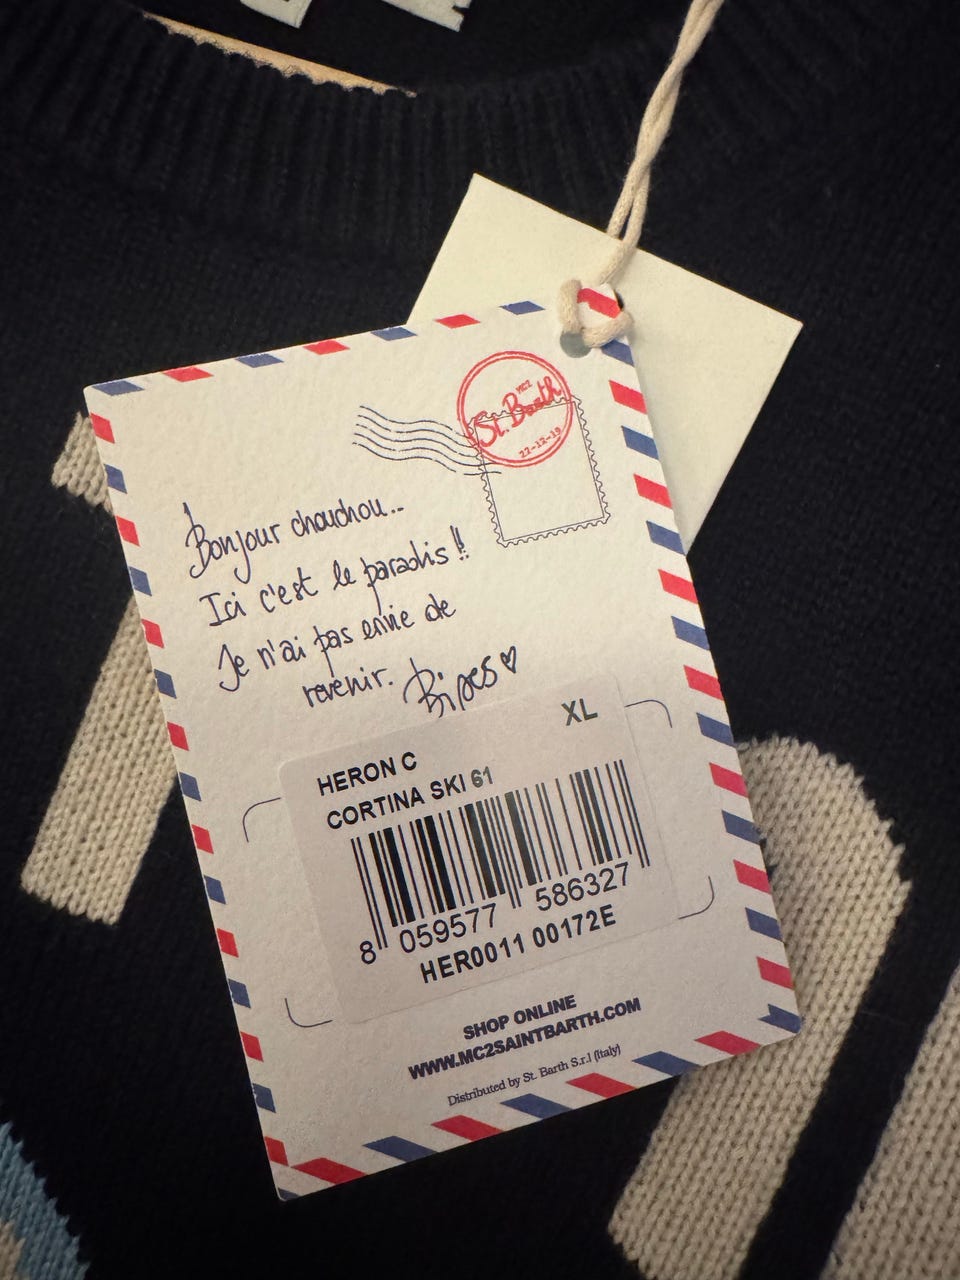 MC2
St. Barth
22-12-19
Bonjour chouchou...
Ici c'est le paradis !!
Je n'ai pas envie de
revenir. Bises ♡
XL
HERON C
CORTINA SKI 61
8 059577 586327
HER0011 00172E
SHOP ONLINE
WWW.MC2SAINTBARTH.COM
Distributed by St. Barth S.r.l (Italy)